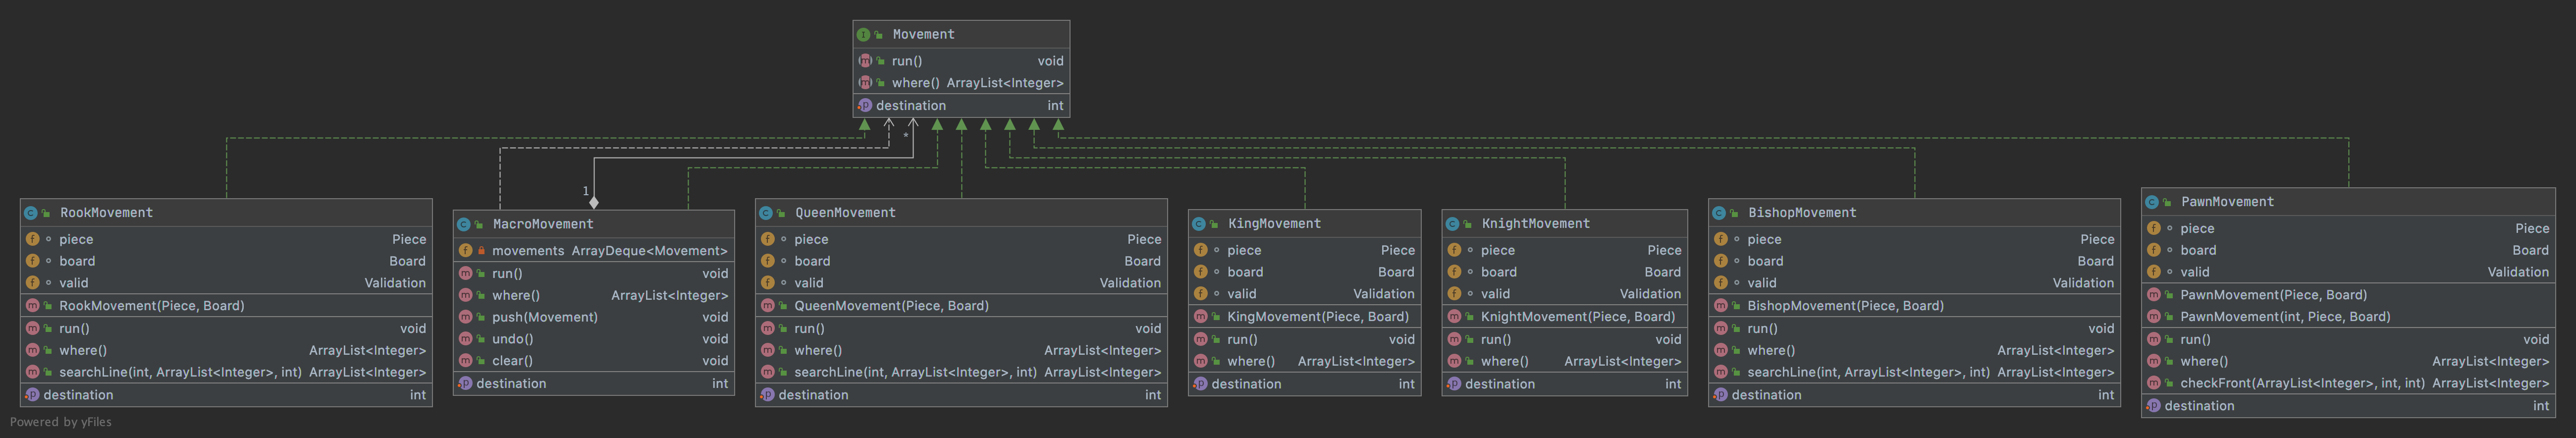 Movement
run() void
where() ArrayList<Integer>
destination int
*
1
RookMovement
piece Piece
board Board
valid Validation
RookMovement(Piece, Board)
run() void
where() ArrayList<Integer>
searchLine(int, ArrayList<Integer>, int) ArrayList<Integer>
destination int
MacroMovement
movements ArrayDeque<Movement>
run() void
where() ArrayList<Integer>
push(Movement) void
undo() void
clear() void
destination int
QueenMovement
piece Piece
board Board
valid Validation
QueenMovement(Piece, Board)
run() void
where() ArrayList<Integer>
searchLine(int, ArrayList<Integer>, int) ArrayList<Integer>
destination int
KingMovement
piece Piece
board Board
valid Validation
KingMovement(Piece, Board)
run() void
where() ArrayList<Integer>
destination int
KnightMovement
piece Piece
board Board
valid Validation
KnightMovement(Piece, Board)
run() void
where() ArrayList<Integer>
destination int
BishopMovement
piece Piece
board Board
valid Validation
BishopMovement(Piece, Board)
run() void
where() ArrayList<Integer>
searchLine(int, ArrayList<Integer>, int) ArrayList<Integer>
destination int
PawnMovement
piece Piece
board Board
valid Validation
PawnMovement(Piece, Board)
PawnMovement(int, Piece, Board)
run() void
where() ArrayList<Integer>
checkFront(ArrayList<Integer>, int, int) ArrayList<Integer>
destination int
Powered by yFiles